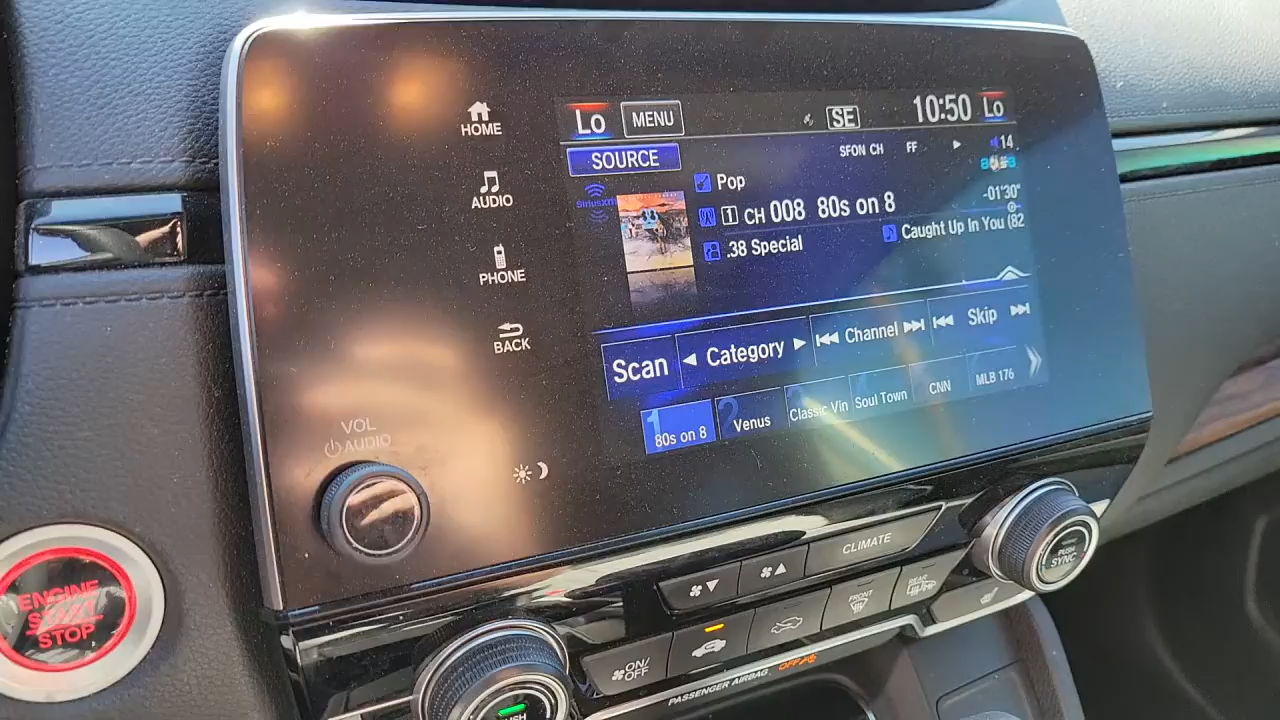 HOME
AUDIO
PHONE
BACK
VOL
AUDIO
Lo MENU SE 10:50 Lo
SOURCE
SFON CH FF 14
SiriusXM
Pop
1 CH 008 80s on 8
-01'30"
.38 Special
Caught Up In You (82
Scan Category Channel Skip
1 80s on 8
2 Venus
Classic Vin
Soul Town
CNN
MLB 176
ENGINE
START
STOP
CLIMATE
FRONT
REAR
ON/
OFF
PUSH
SYNC
PASSENGER AIRBAG OFF